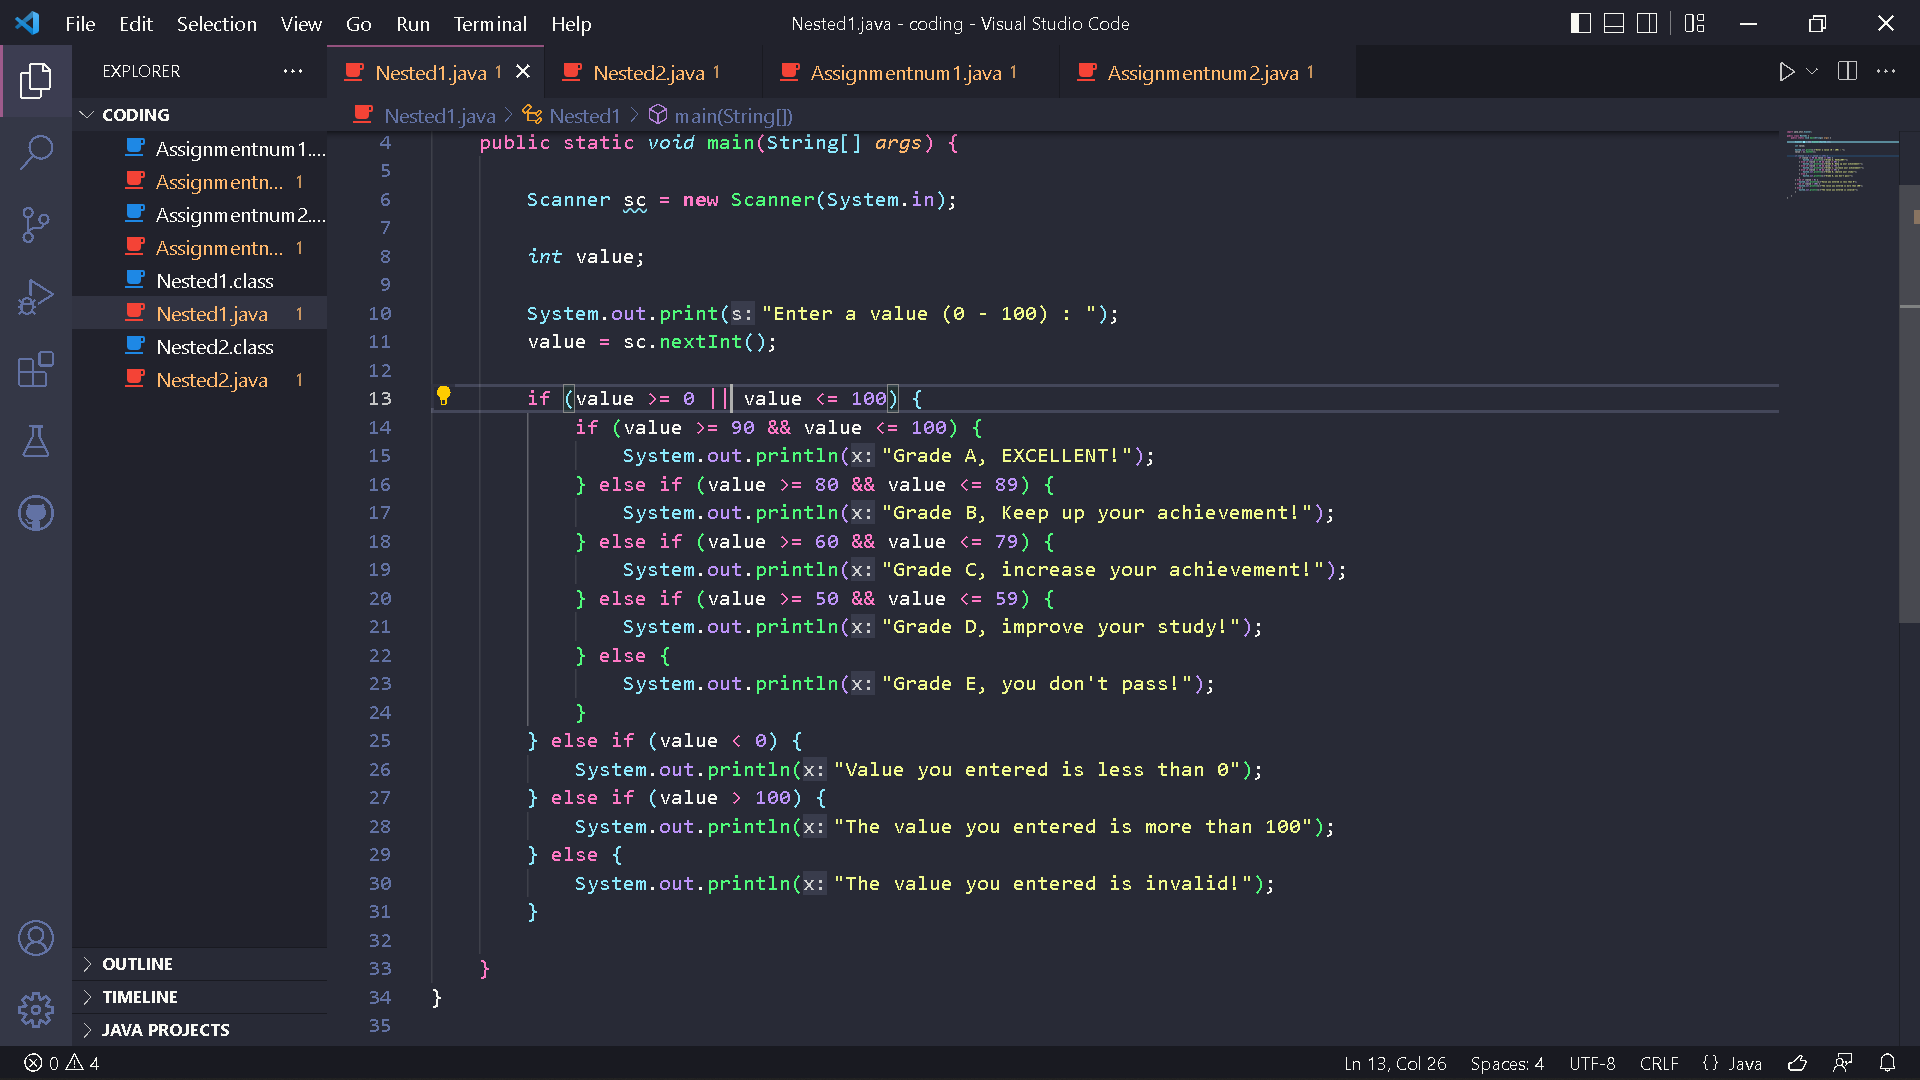 File Edit Selection View Go Run Terminal Help
Nested1.java - coding - Visual Studio Code
EXPLORER
CODING
Assignmentnum1....
Assignmentn... 1
Assignmentnum2....
Assignmentn... 1
Nested1.class
Nested1.java 1
Nested2.class
Nested2.java 1
OUTLINE
TIMELINE
JAVA PROJECTS
Nested1.java 1 Nested2.java 1 Assignmentnum1.java 1 Assignmentnum2.java 1
Nested1.java > Nested1 > main(String[])
4 public static void main(String[] args) {
5
6 Scanner sc = new Scanner(System.in);
7
8 int value;
9
10 System.out.print(s: "Enter a value (0 - 100) : ");
11 value = sc.nextInt();
12
13 if (value >= 0 || value <= 100) {
14 if (value >= 90 && value <= 100) {
15 System.out.println(x: "Grade A, EXCELLENT!");
16 } else if (value >= 80 && value <= 89) {
17 System.out.println(x: "Grade B, Keep up your achievement!");
18 } else if (value >= 60 && value <= 79) {
19 System.out.println(x: "Grade C, increase your achievement!");
20 } else if (value >= 50 && value <= 59) {
21 System.out.println(x: "Grade D, improve your study!");
22 } else {
23 System.out.println(x: "Grade E, you don't pass!");
24 }
25 } else if (value < 0) {
26 System.out.println(x: "Value you entered is less than 0");
27 } else if (value > 100) {
28 System.out.println(x: "The value you entered is more than 100");
29 } else {
30 System.out.println(x: "The value you entered is invalid!");
31 }
32
33 }
34 }
35
0 4
Ln 13, Col 26 Spaces: 4 UTF-8 CRLF {} Java